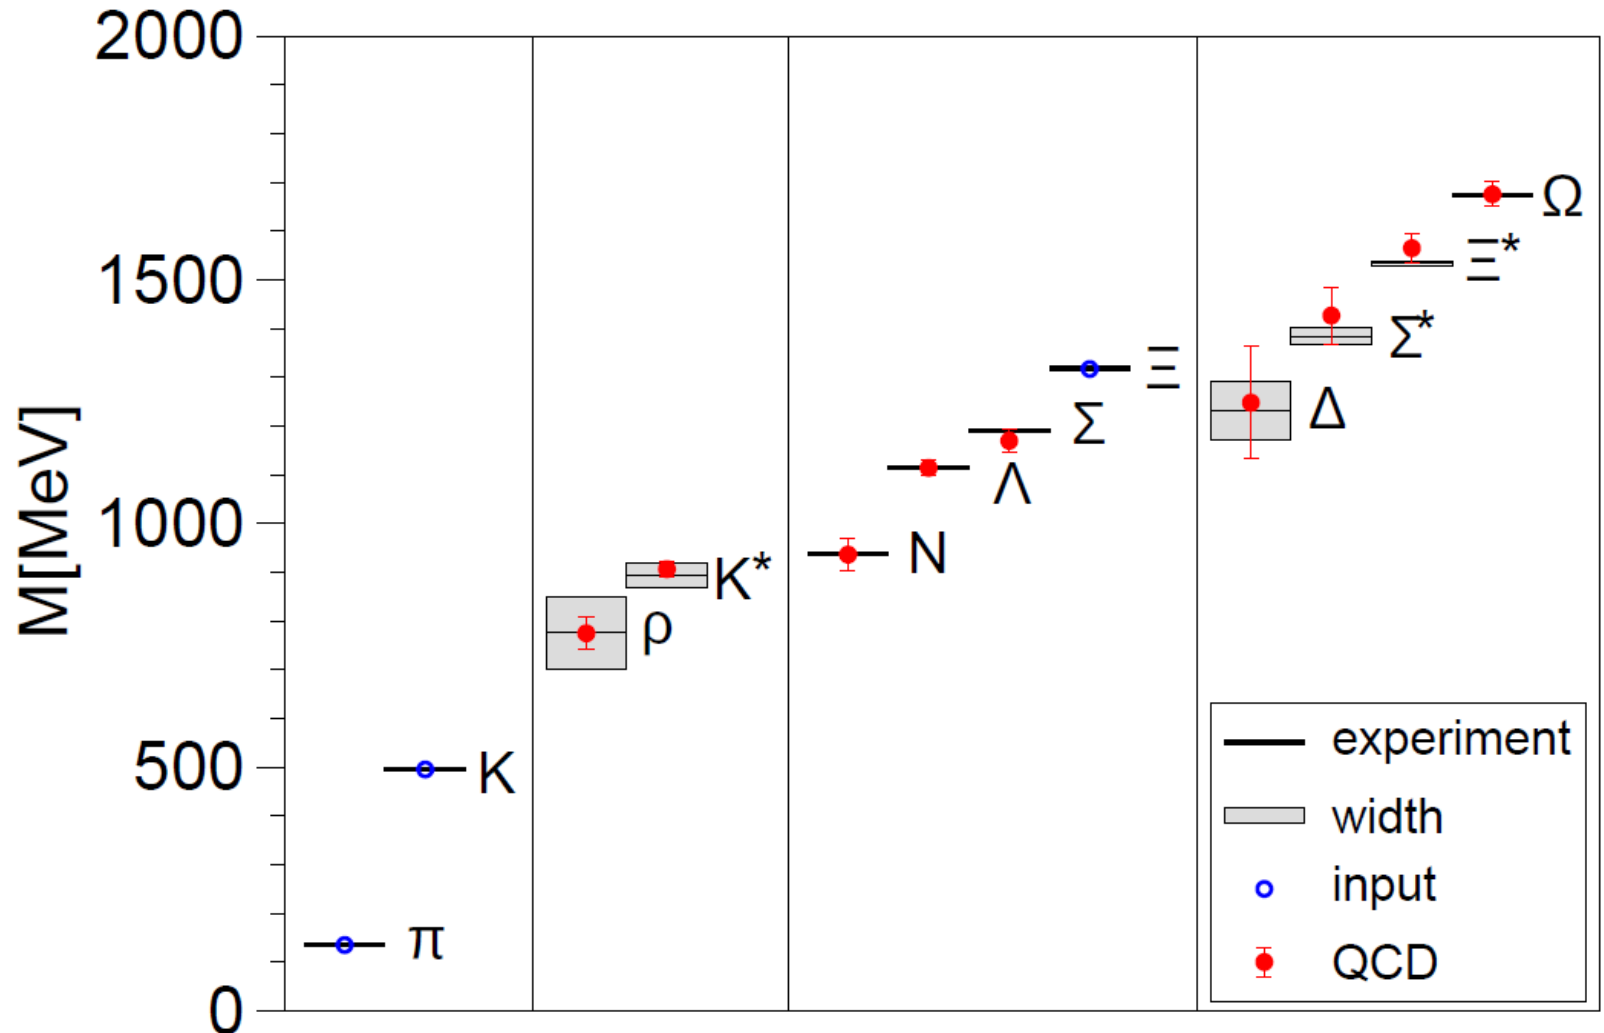 2000
1500
1000
500
0
M[MeV]
π
K
ρ
K*
N
Λ
Σ
Ξ
Δ
Σ*
Ξ*
Ω
experiment
width
input
QCD